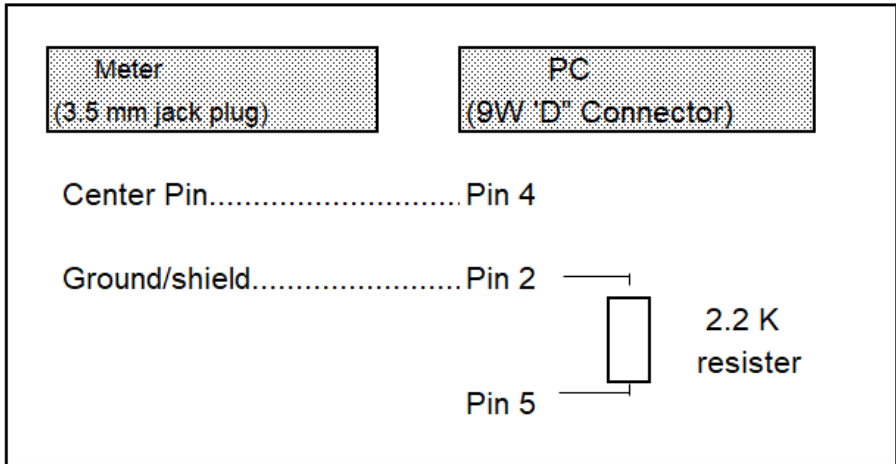 Meter
(3.5 mm jack plug)
PC
(9W 'D" Connector)
Center Pin............................. Pin 4
Ground/shield........................ Pin 2
2.2 K
resister
Pin 5